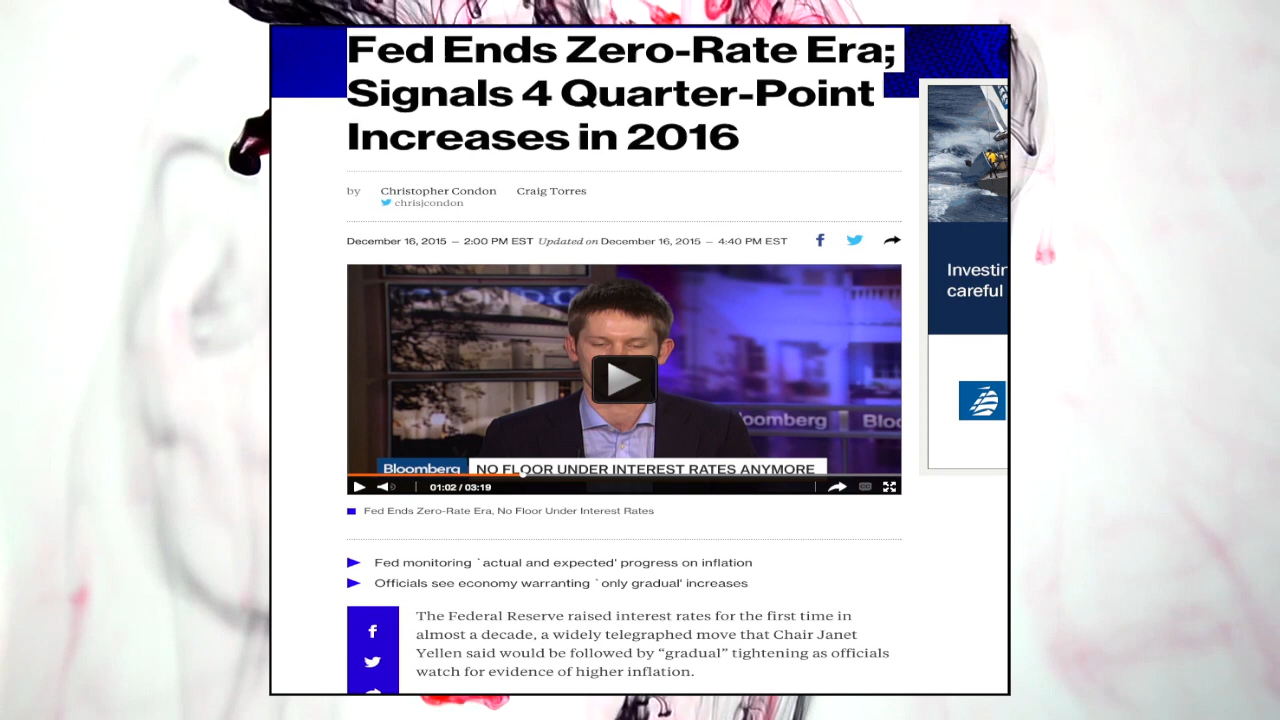 Fed Ends Zero-Rate Era;
Signals 4 Quarter-Point
Increases in 2016
by Christopher Condon Craig Torres
chrisjcondon
December 16, 2015 — 2:00 PM EST Updated on December 16, 2015 — 4:40 PM EST
Investin
careful
oomberg Bloo
Bloomberg NO FLOOR UNDER INTEREST RATES ANYMORE
01:02 / 03:19
CC
Fed Ends Zero-Rate Era, No Floor Under Interest Rates
Fed monitoring `actual and expected' progress on inflation
Officials see economy warranting `only gradual' increases
The Federal Reserve raised interest rates for the first time in
almost a decade, a widely telegraphed move that Chair Janet
Yellen said would be followed by “gradual” tightening as officials
watch for evidence of higher inflation.